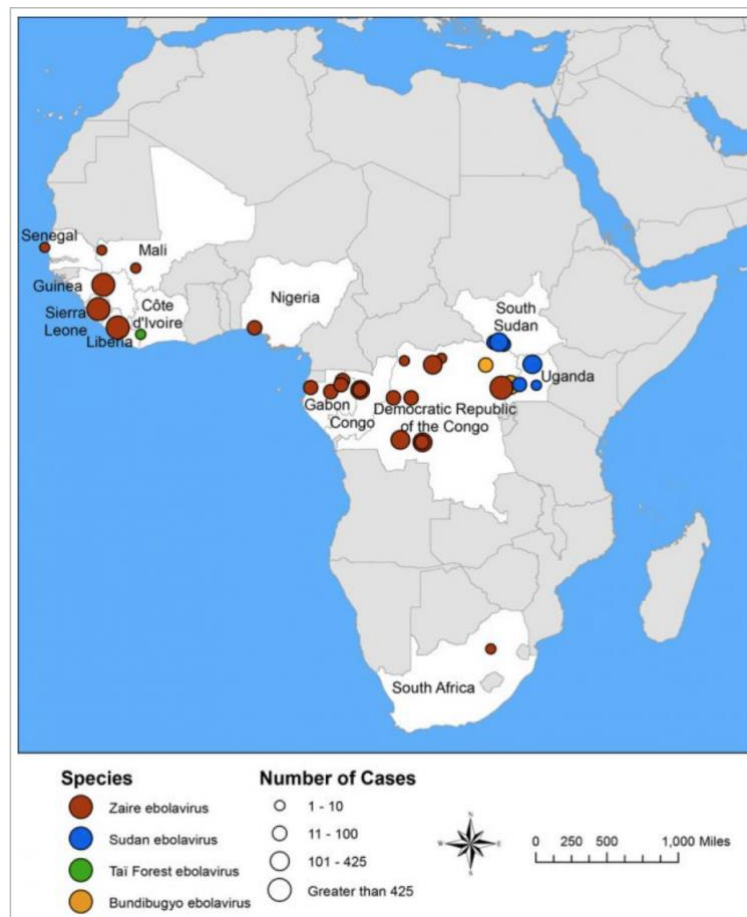 Senegal
Mali
Guinea
Sierra
Leone
Côte
d'Ivoire
Liberia
Nigeria
South
Sudan
Uganda
Gabon
Congo
Democratic Republic
of the Congo
South Africa
Species
Zaire ebolavirus
Sudan ebolavirus
Taï Forest ebolavirus
Bundibugyo ebolavirus
Number of Cases
1 - 10
11 - 100
101 - 425
Greater than 425
N
W
E
S
0 250 500 1,000 Miles